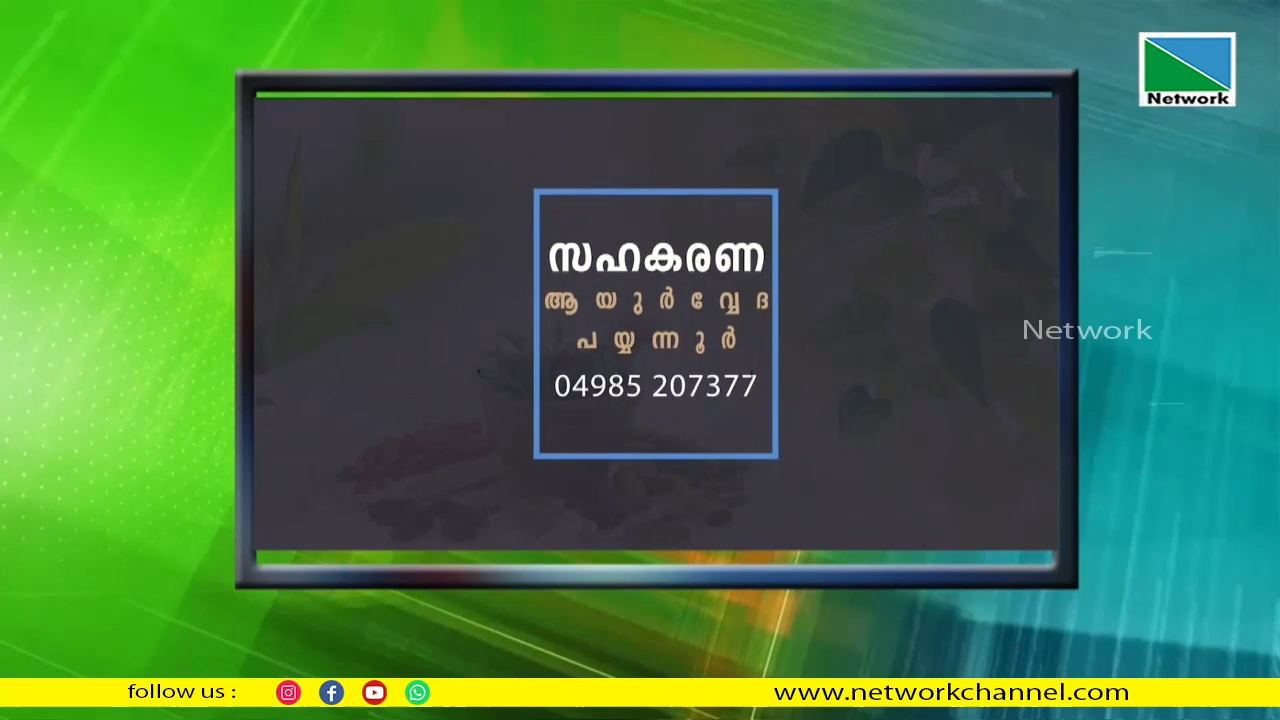 Network
സഹകരണ
ആയുർവ്വേദ
പയ്യന്നൂർ
04985 207377
Network
follow us :
www.networkchannel.com